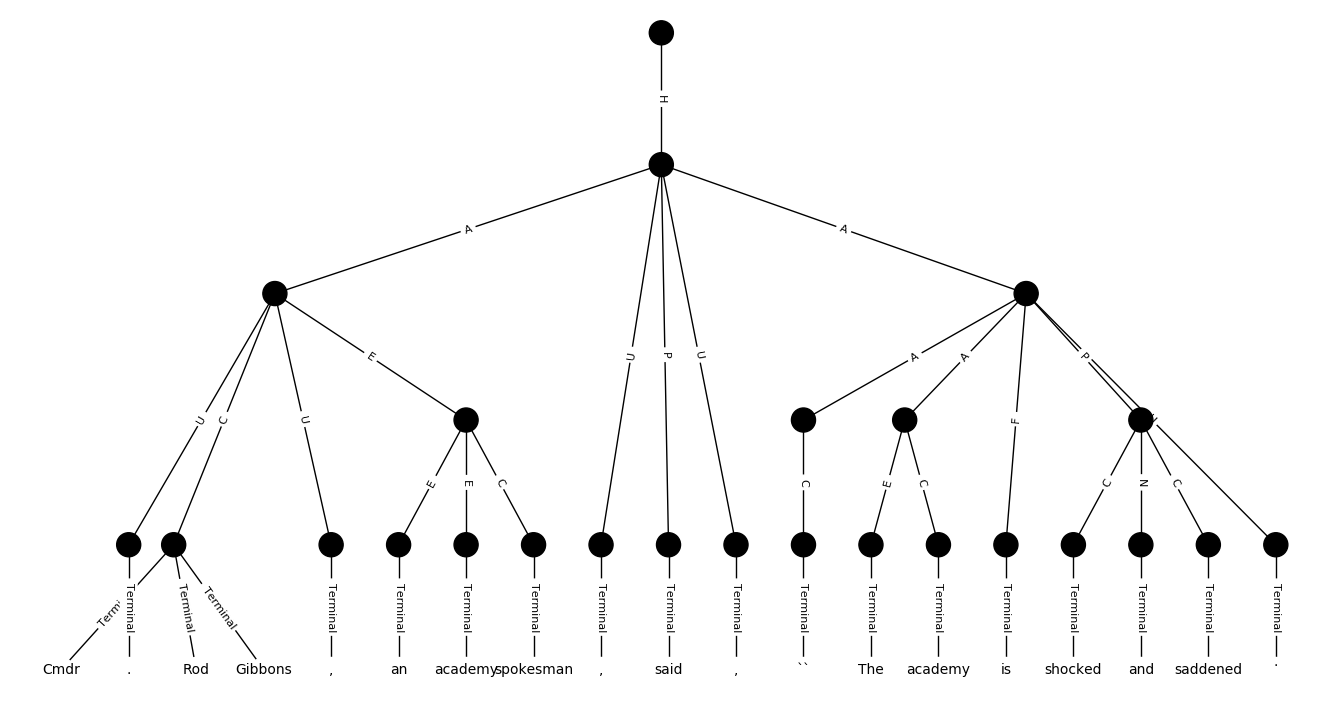 H
A A
E U P U A A P
U C U F U
E E C C E C C N C
Terminal Terminal Terminal Terminal Terminal Terminal Terminal Terminal Terminal Terminal Terminal Terminal Terminal Terminal Terminal Terminal Terminal Terminal
Cmdr . Rod Gibbons , an academy spokesman , said , `` The academy is shocked and saddened .